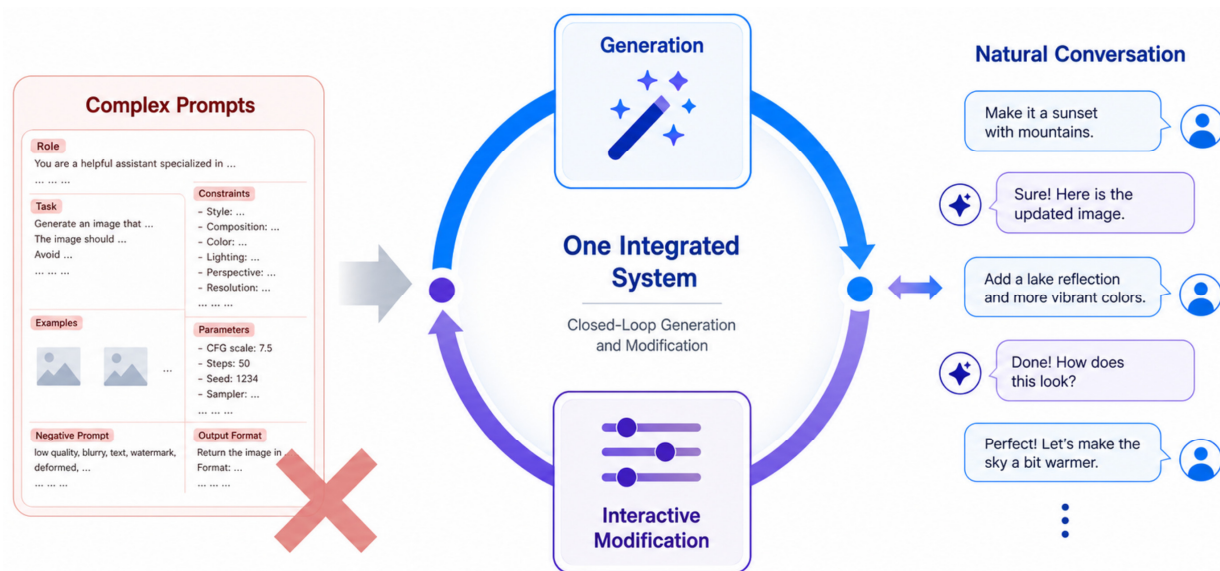 Complex Prompts
Role
You are a helpful assistant specialized in ...
... ... ...
Task
Generate an image that ...
The image should ...
Avoid ...
... ... ...
Constraints
- Style: ...
- Composition: ...
- Color: ...
- Lighting: ...
- Perspective: ...
- Resolution: ...
... ... ...
Examples
...
Parameters
- CFG scale: 7.5
- Steps: 50
- Seed: 1234
- Sampler: ...
... ... ...
Negative Prompt
low quality, blurry, text, watermark,
deformed, ...
... ... ...
Output Format
Return the image in ...
Format: ...
... ... ...
Generation
One Integrated
System
Closed-Loop Generation
and Modification
Interactive
Modification
Natural Conversation
Make it a sunset
with mountains.
Sure! Here is the
updated image.
Add a lake reflection
and more vibrant colors.
Done! How does
this look?
Perfect! Let's make the
sky a bit warmer.